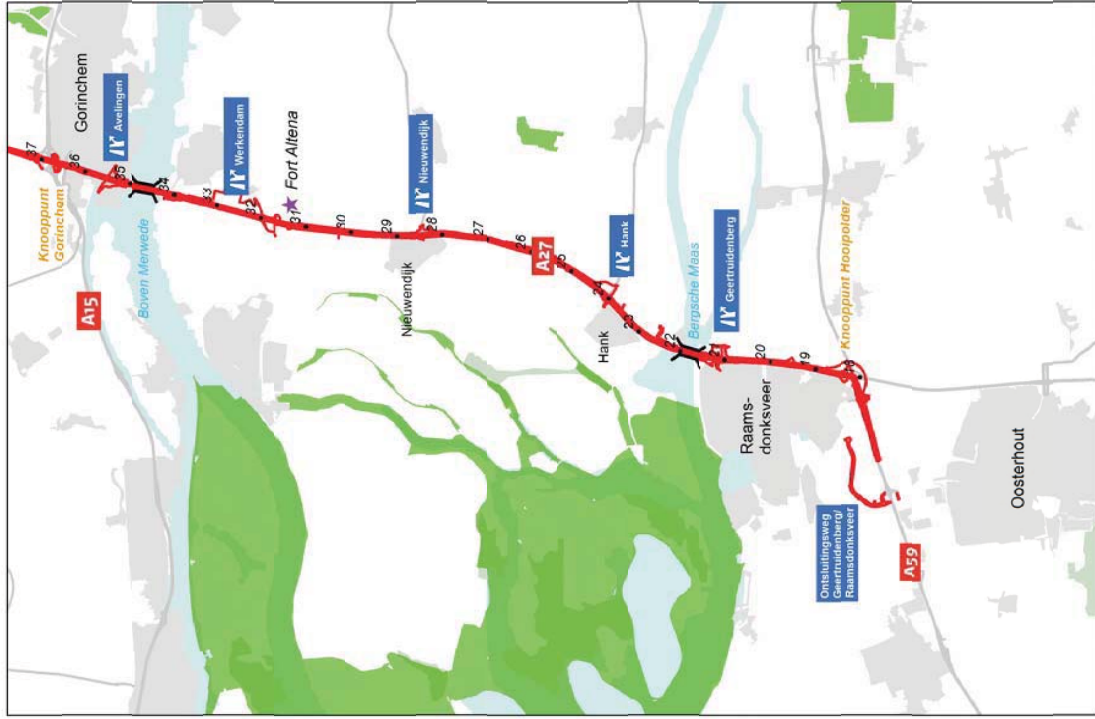 37
Knooppunt
Gorinchem
36
Gorinchem
Avelingen
35
A15
Boven Merwede
34
33
Werkendam
32
Fort Altena
31
30
29
Nieuwendijk
Nieuwendijk
28
27
26
A27
25
24
Hank
Hank
23
Bergsche Maas
22
Geertruidenberg
21
Raams-
donksveer
20
19
Knooppunt Hooipolder
Ontsluitingsweg
Geertruidenberg/
Raamsdonksveer
A59
Oosterhout